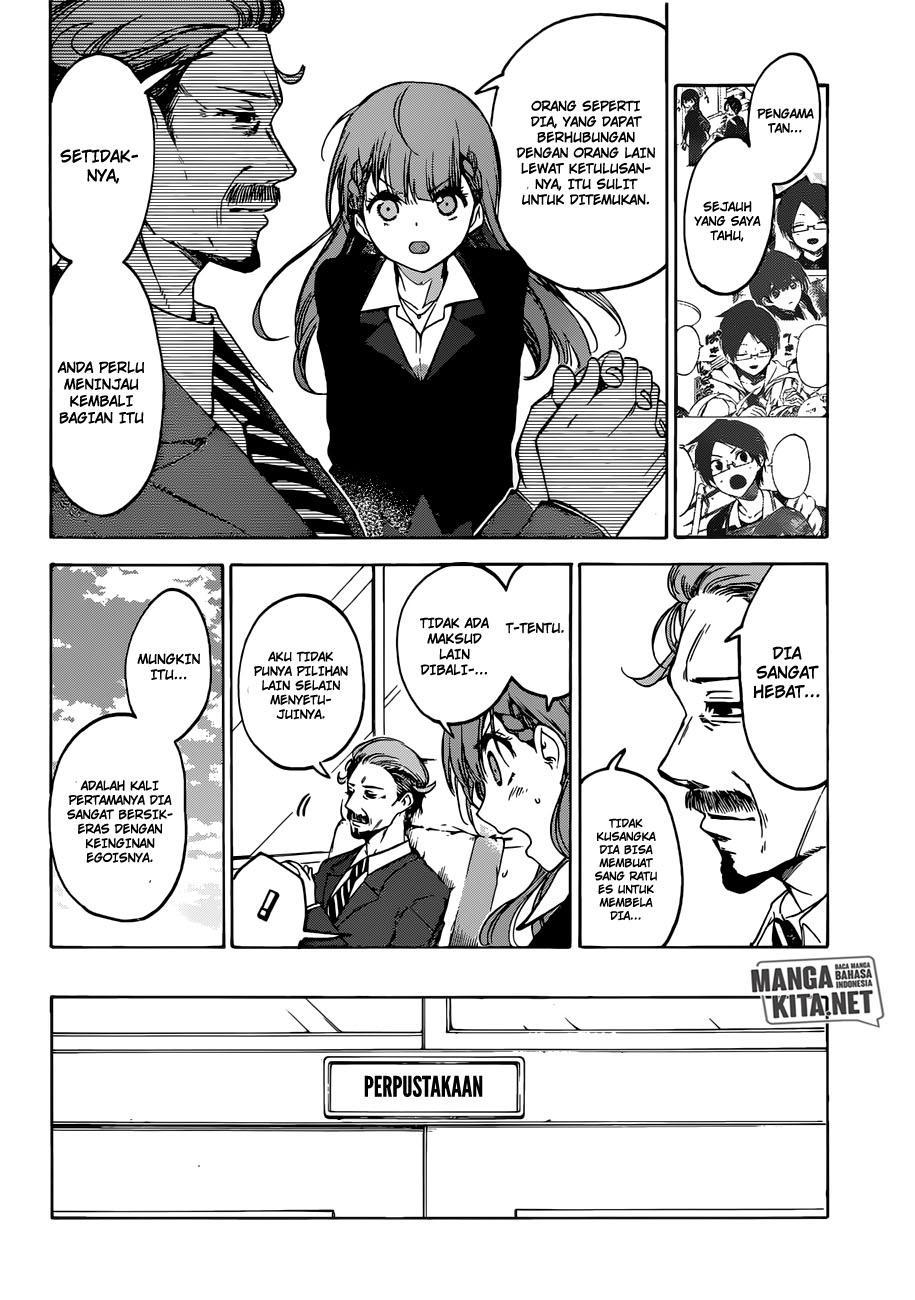 PENGAMA
TAN...
SEJAUH
YANG SAYA
TAHU,
ORANG SEPERTI
DIA, YANG DAPAT
BERHUBUNGAN
DENGAN ORANG LAIN
LEWAT KETULUSAN-
NYA, ITU SULIT
UNTUK DITEMUKAN.
SETIDAK-
NYA,
ANDA PERLU
MENINJAU
KEMBALI
BAGIAN ITU
DIA
SANGAT
HEBAT...
TIDAK
KUSANGKA
DIA BISA
MEMBUAT
SANG RATU
ES UNTUK
MEMBELA
DIA...
T-TENTU.
TIDAK ADA
MAKSUD
LAIN
DIBALI-...
AKU TIDAK
PUNYA PILIHAN
LAIN SELAIN
MENYETU-
JUINYA.
!
MUNGKIN
ITU...
ADALAH KALI
PERTAMANYA DIA
SANGAT BERSIK-
ERAS DENGAN
KEINGINAN
EGOISNYA.
MANGA
KITA.NET
BACA MANGA
BAHASA
INDONESIA
PERPUSTAKAAN